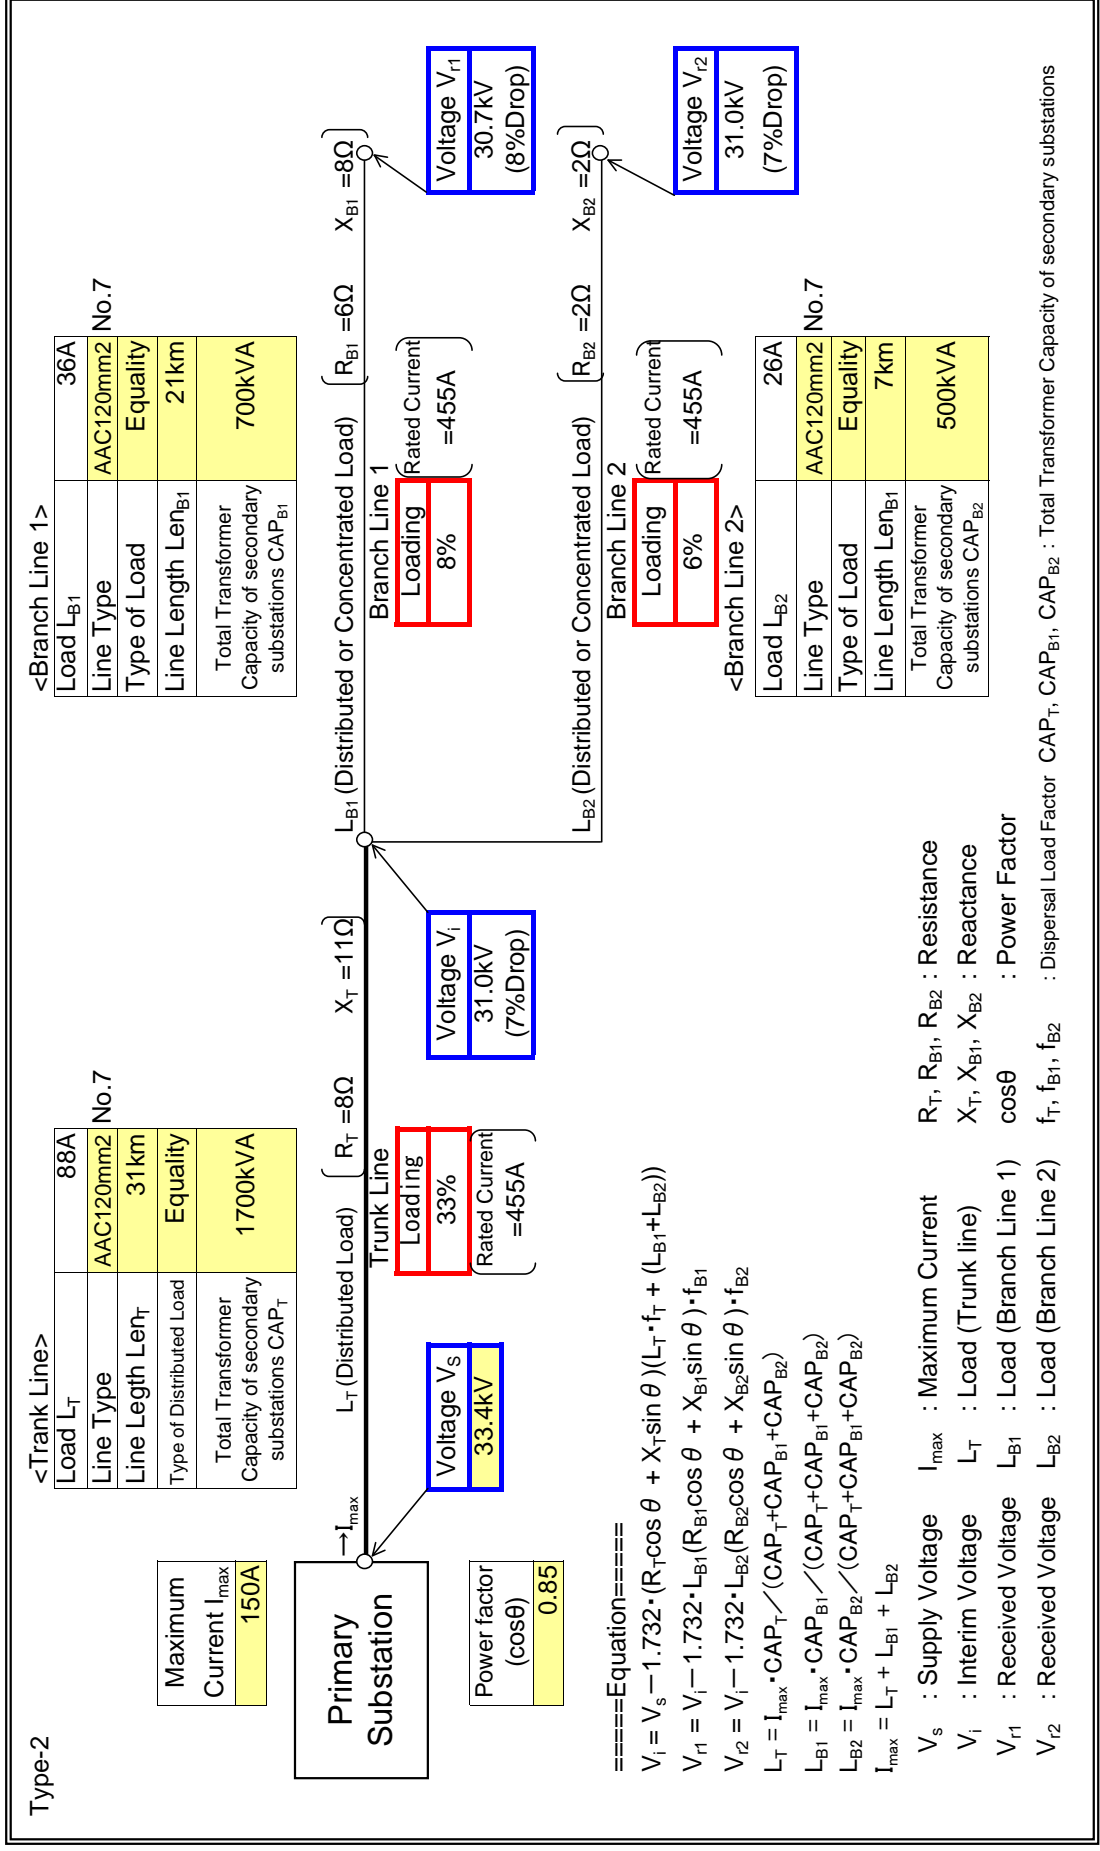 Type-2
Maximum
Current Imax
150A
<Trank Line>
Load LT 88A
Line Type AAC120mm2 No.7
Line Legth LenT 31km
Type of Distributed Load Equality
Total Transformer
Capacity of secondary
substations CAPT
1700kVA
<Branch Line 1>
Load LB1 36A
Line Type AAC120mm2 No.7
Type of Load Equality
Line Length LenB1 21km
Total Transformer
Capacity of secondary
substations CAPB1
700kVA
Primary
Substation
→Imax
LT (Distributed Load)
RT =8Ω XT =11Ω
LB1 (Distributed or Concentrated Load)
RB1 =6Ω XB1 =8Ω
Trunk Line
Loading
33%
Rated Current
=455A
Branch Line 1
Loading
8%
Rated Current
=455A
Voltage VS
33.4kV
Voltage Vi
31.0kV
(7%Drop)
Voltage Vr1
30.7kV
(8%Drop)
Power factor
(cosθ)
0.85
LB2 (Distributed or Concentrated Load)
RB2 =2Ω XB2 =2Ω
Branch Line 2
Loading
6%
Rated Current
=455A
Voltage Vr2
31.0kV
(7%Drop)
<Branch Line 2>
Load LB2 26A
Line Type AAC120mm2 No.7
Type of Load Equality
Line Length LenB1 7km
Total Transformer
Capacity of secondary
substations CAPB2
500kVA
=====Equation=====
Vi = Vs－1.732・(RTcos θ + XTsin θ)(LT・fT + (LB1+LB2))
Vr1 = Vi－1.732・LB1(RB1cos θ + XB1sin θ)・fB1
Vr2 = Vi－1.732・LB2(RB2cos θ + XB2sin θ)・fB2
LT = Imax・CAPT／(CAPT+CAPB1+CAPB2)
LB1 = Imax・CAPB1／(CAPT+CAPB1+CAPB2)
LB2 = Imax・CAPB2／(CAPT+CAPB1+CAPB2)
Imax = LT + LB1 + LB2
Vs : Supply Voltage Imax : Maximum Current RT, RB1, RB2 : Resistance
Vi : Interim Voltage LT : Load (Trunk line) XT, XB1, XB2 : Reactance
Vr1 : Received Voltage LB1 : Load (Branch Line 1) cosθ : Power Factor
Vr2 : Received Voltage LB2 : Load (Branch Line 2) fT, fB1, fB2 : Dispersal Load Factor CAPT, CAPB1, CAPB2 : Total Transformer Capacity of secondary substations